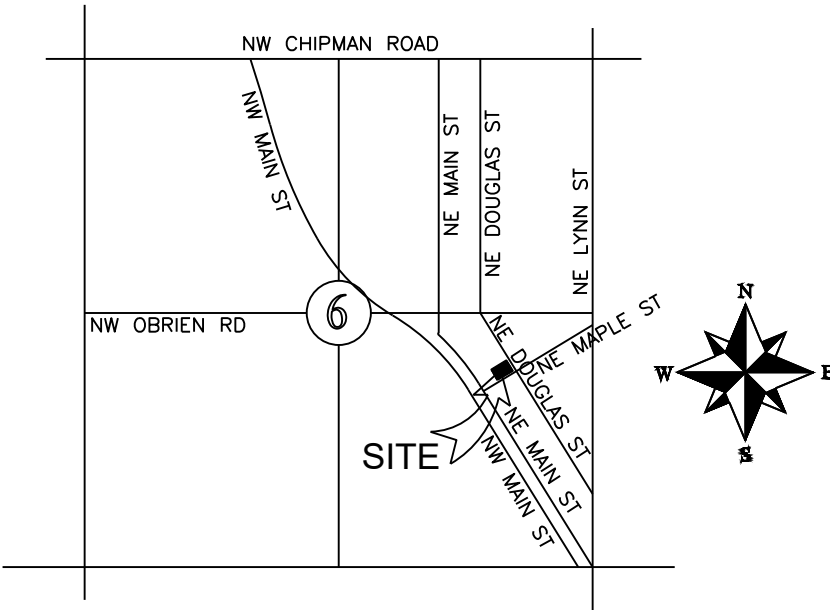 NW CHIPMAN ROAD
NW MAIN ST
NE MAIN ST
NE DOUGLAS ST
NE LYNN ST
6
NW OBRIEN RD
NE DOUGLAS ST
NE MAPLE ST
SITE
NE MAIN ST
NW MAIN ST
N
W
E
S